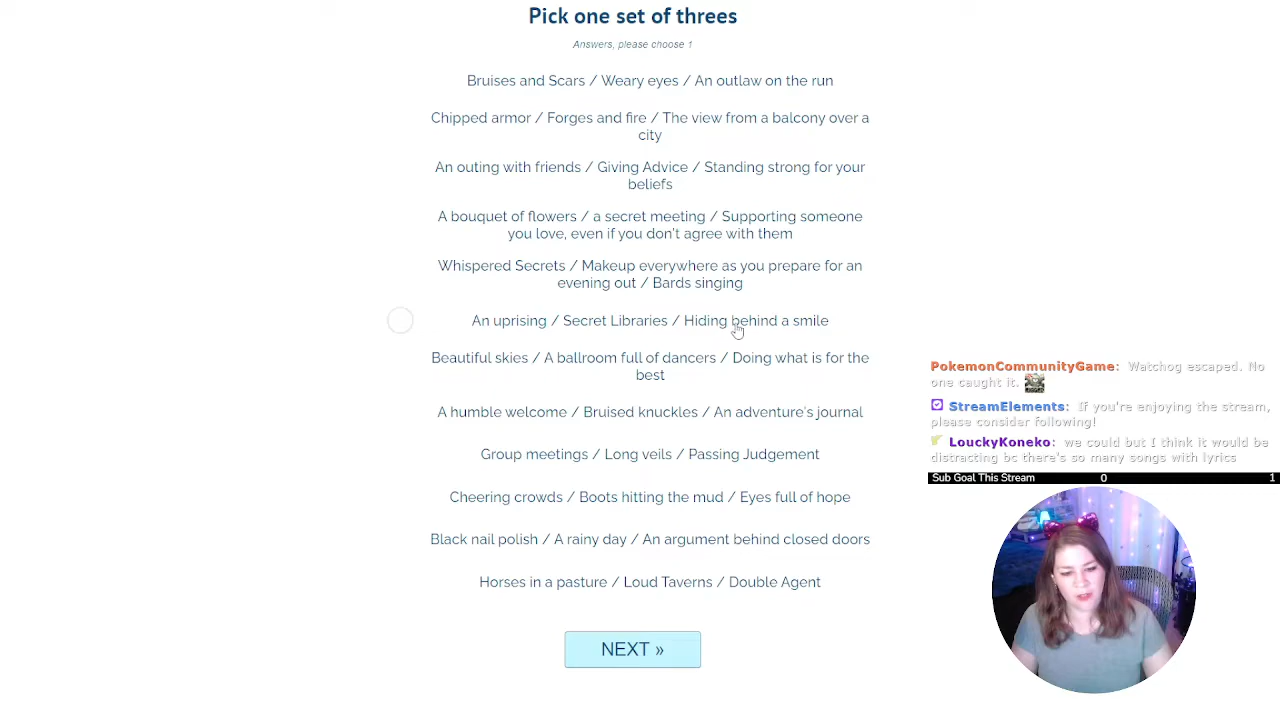 Pick one set of threes
Answers, please choose 1
Bruises and Scars / Weary eyes / An outlaw on the run
Chipped armor / Forges and fire / The view from a balcony over a
city
An outing with friends / Giving Advice / Standing strong for your
beliefs
A bouquet of flowers / a secret meeting / Supporting someone
you love, even if you don't agree with them
Whispered Secrets / Makeup everywhere as you prepare for an
evening out / Bards singing
An uprising / Secret Libraries / Hiding behind a smile
Beautiful skies / A ballroom full of dancers / Doing what is for the
best
A humble welcome / Bruised knuckles / An adventure's journal
Group meetings / Long veils / Passing Judgement
Cheering crowds / Boots hitting the mud / Eyes full of hope
Black nail polish / A rainy day / An argument behind closed doors
Horses in a pasture / Loud Taverns / Double Agent
NEXT »
PokemonCommunityGame: Watchog escaped. No
one caught it.
StreamElements: If you're enjoying the stream,
please consider following!
LouckyKoneko: we could but I think it would be
distracting bc there's so many songs with lyrics
Sub Goal This Stream 0 1